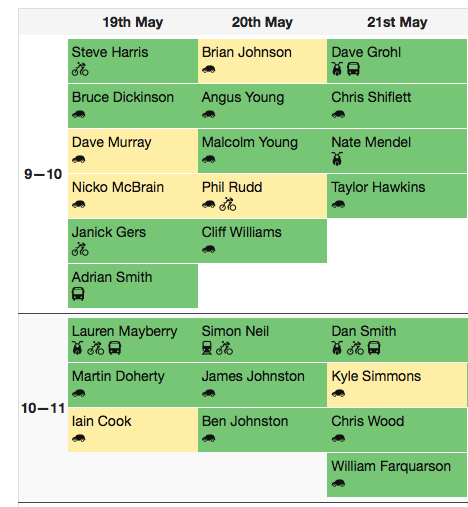 19th May 20th May 21st May
Steve Harris Brian Johnson Dave Grohl
Bruce Dickinson Angus Young Chris Shiflett
Dave Murray Malcolm Young Nate Mendel
9—10
Nicko McBrain Phil Rudd Taylor Hawkins
Janick Gers Cliff Williams
Adrian Smith
Lauren Mayberry Simon Neil Dan Smith
Martin Doherty James Johnston Kyle Simmons
10—11
Iain Cook Ben Johnston Chris Wood
William Farquarson